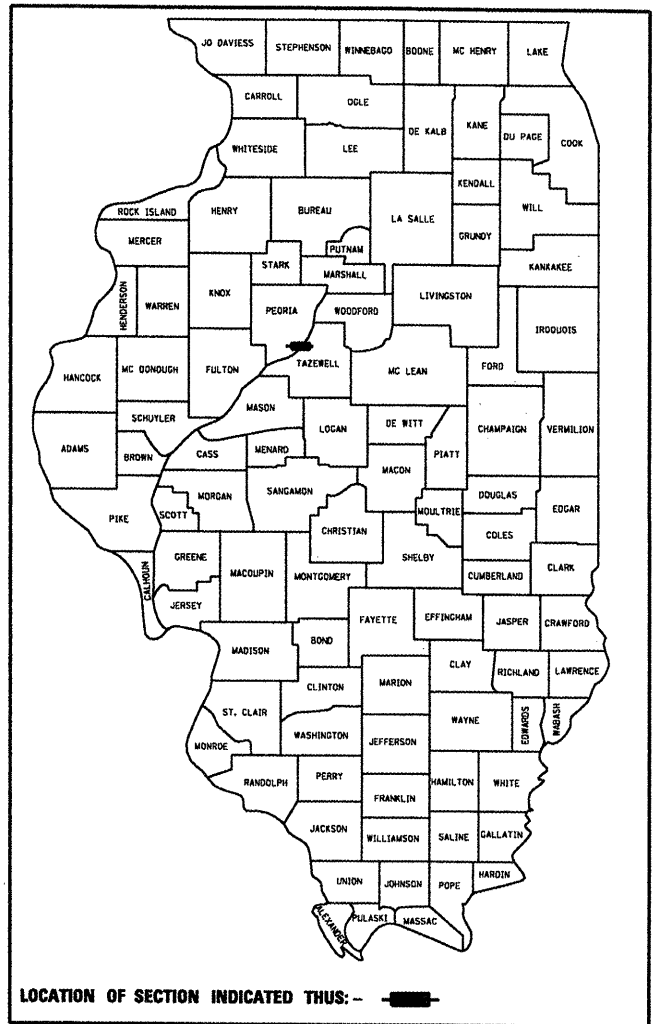 JO DAVIESS
STEPHENSON
WINNEBAGO
BOONE
MC HENRY
LAKE
CARROLL
OGLE
DE KALB
KANE
DU PAGE
COOK
WHITESIDE
LEE
KENDALL
WILL
ROCK ISLAND
HENRY
BUREAU
LA SALLE
GRUNDY
MERCER
PUTNAM
STARK
MARSHALL
KANKAKEE
HENDERSON
WARREN
KNOX
PEORIA
WOODFORD
LIVINGSTON
IROQUOIS
HANCOCK
MC DONOUGH
FULTON
TAZEWELL
MC LEAN
FORD
MASON
SCHUYLER
LOGAN
DE WITT
CHAMPAIGN
VERMILION
ADAMS
BROWN
CASS
MENARD
MACON
PIATT
PIKE
SCOTT
MORGAN
SANGAMON
CHRISTIAN
MOULTRIE
DOUGLAS
EDGAR
COLES
SHELBY
CALHOUN
GREENE
MACOUPIN
MONTGOMERY
CUMBERLAND
CLARK
JERSEY
FAYETTE
EFFINGHAM
JASPER
CRAWFORD
MADISON
BOND
CLAY
RICHLAND
LAWRENCE
CLINTON
MARION
ST. CLAIR
WAYNE
EDWARDS
WABASH
MONROE
WASHINGTON
JEFFERSON
RANDOLPH
PERRY
HAMILTON
WHITE
FRANKLIN
JACKSON
WILLIAMSON
SALINE
GALLATIN
UNION
JOHNSON
POPE
HARDIN
ALEXANDER
PULASKI
MASSAC
LOCATION OF SECTION INDICATED THUS: -